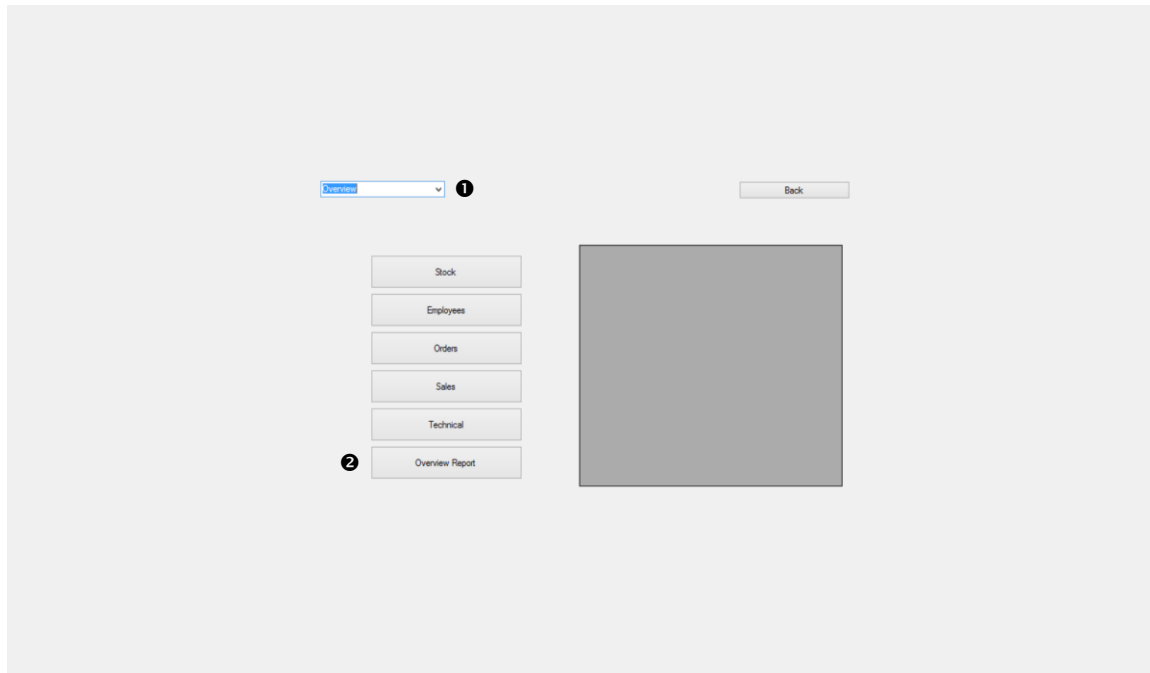 Overview ❶
Back
Stock
Employees
Orders
Sales
Technical
❷ Overview Report